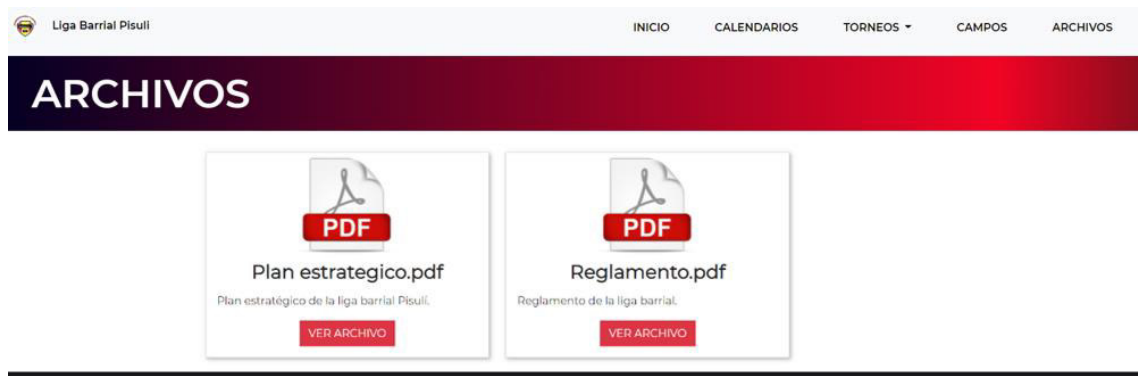 Liga Barrial Pisuli
INICIO CALENDARIOS TORNEOS CAMPOS ARCHIVOS
ARCHIVOS
PDF
Plan estrategico.pdf
Plan estratégico de la liga barrial Pisulí.
VER ARCHIVO
PDF
Reglamento.pdf
Reglamento de la liga barrial.
VER ARCHIVO